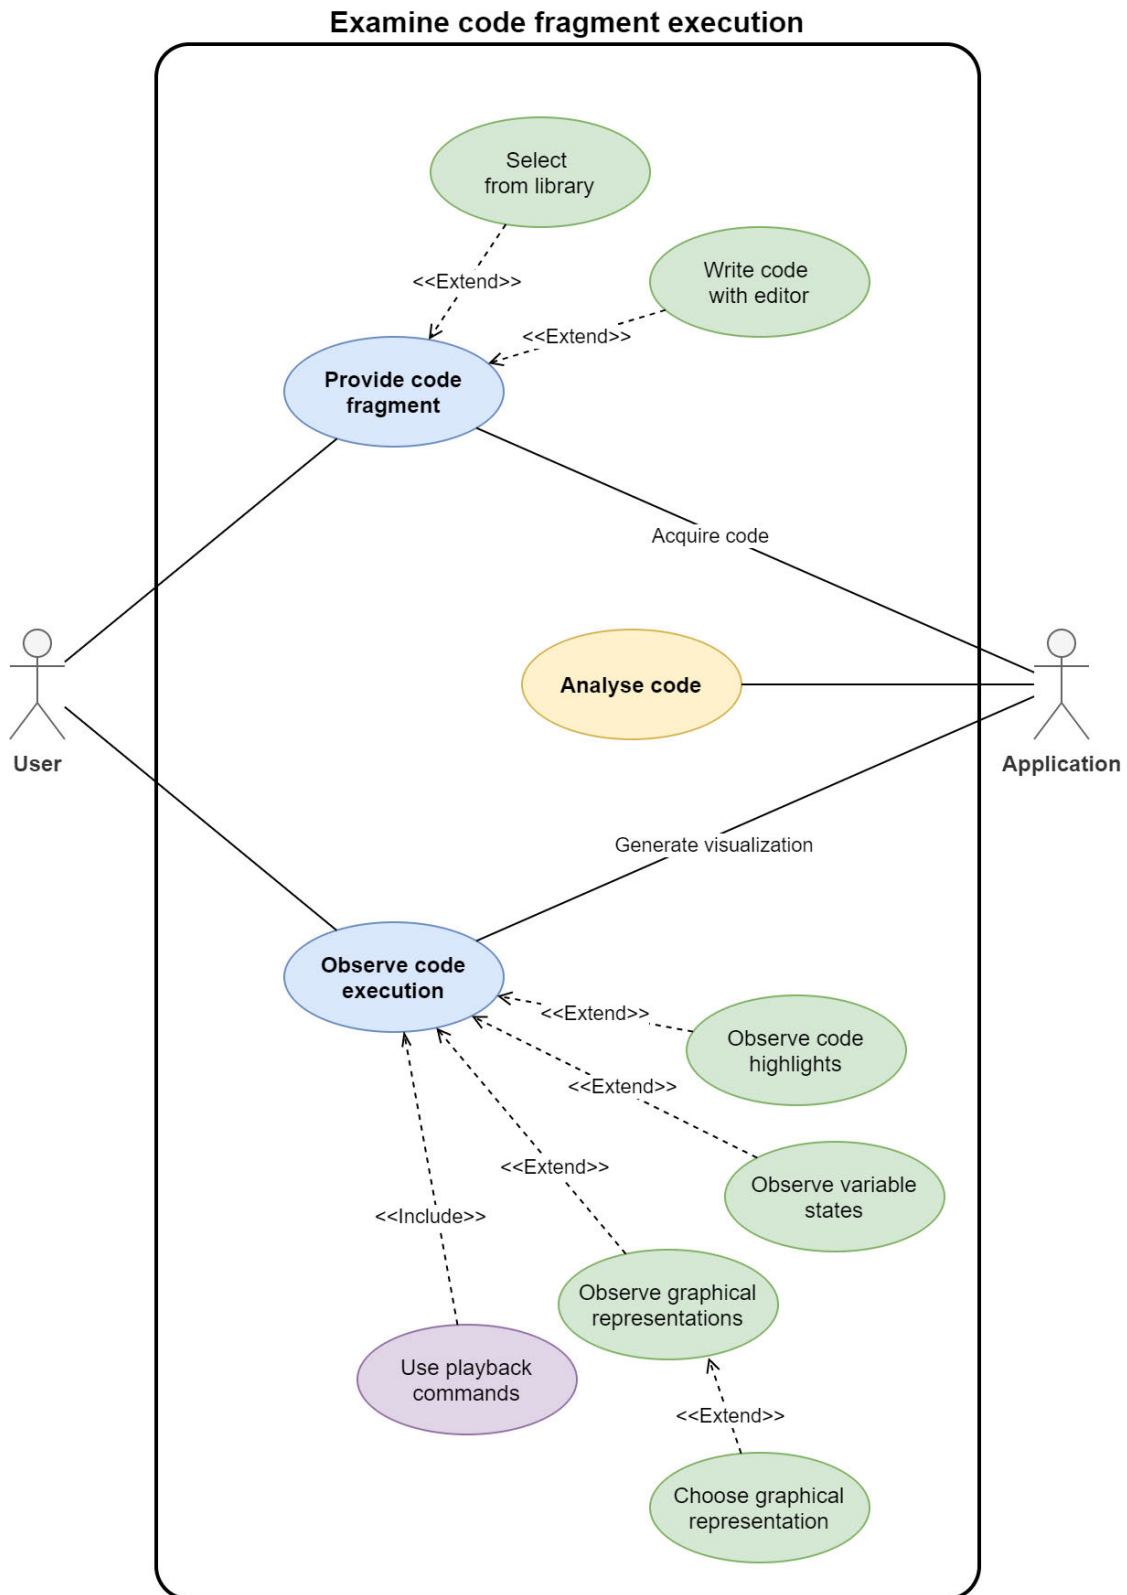 Examine code fragment execution
Select
from library
<<Extend>>
Write code
with editor
<<Extend>>
Provide code
fragment
Acquire code
Analyse code
User
Application
Generate visualization
Observe code
execution
<<Extend>>
Observe code
highlights
<<Extend>>
<<Extend>>
Observe variable
states
<<Include>>
Observe graphical
representations
Use playback
commands
<<Extend>>
Choose graphical
representation